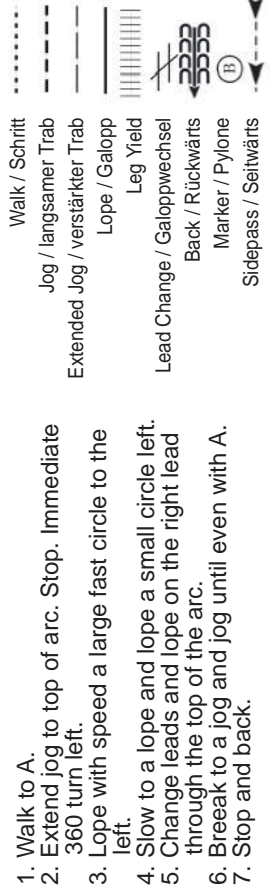 1. Walk to A.
2. Extend jog to top of arc. Stop. Immediate
360 turn left.
3. Lope with speed a large fast circle to the
left.
4. Slow to a lope and lope a small circle left.
5. Change leads and lope on the right lead
through the top of the arc.
6. Breeak to a jog and jog until even with A.
7. Stop and back.
Walk / Schritt
Jog / langsamer Trab
Extended Jog / verstärkter Trab
Lope / Galopp
Leg Yield
Lead Change / Galoppwechsel
Back / Rückwärts
Marker / Pylone
B
Sidepass / Seitwärts